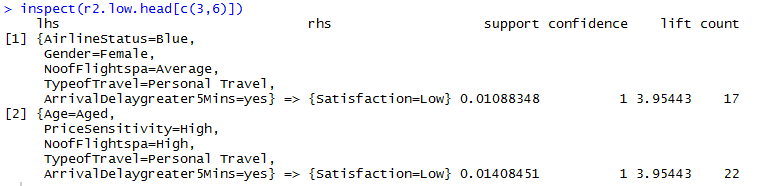 > inspect(r2.low.head[c(3,6)])
    lhs                                rhs                   support confidence    lift count
[1] {AirlineStatus=Blue,
     Gender=Female,
     NoofFlightspa=Average,
     TypeofTravel=Personal Travel,
     ArrivalDelaygreater5Mins=yes} => {Satisfaction=Low} 0.01088348          1 3.95443    17
[2] {Age=Aged,
     PriceSensitivity=High,
     NoofFlightspa=High,
     TypeofTravel=Personal Travel,
     ArrivalDelaygreater5Mins=yes} => {Satisfaction=Low} 0.01408451          1 3.95443    22